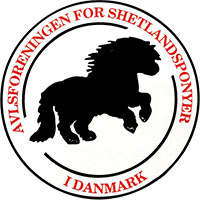 AVLSFORENINGEN FOR SHETLANDSPONYER
I DANMARK